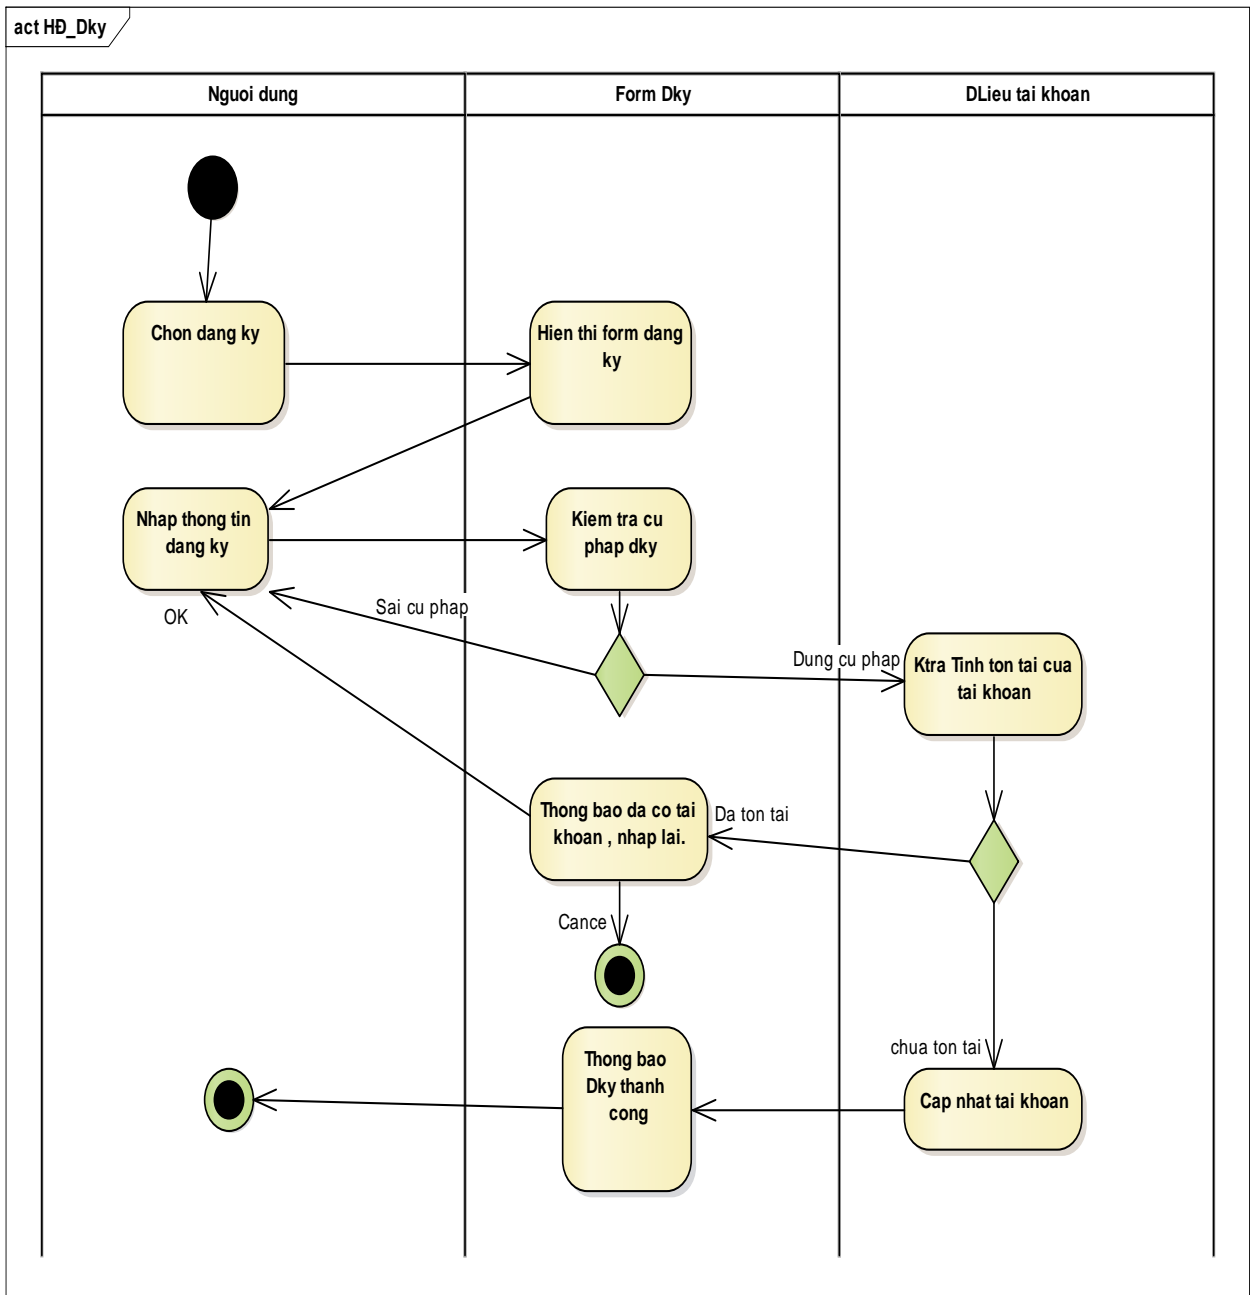 act HĐ_Dky
Nguoi dung
Form Dky
DLieu tai khoan
Chon dang ky
Hien thi form dang
ky
Nhap thong tin
dang ky
Kiem tra cu
phap dky
Sai cu phap
OK
Dung cu phap
Ktra Tinh ton tai cua
tai khoan
Thong bao da co tai
khoan , nhap lai.
Da ton tai
Cance
chua ton tai
Thong bao
Dky thanh
cong
Cap nhat tai khoan